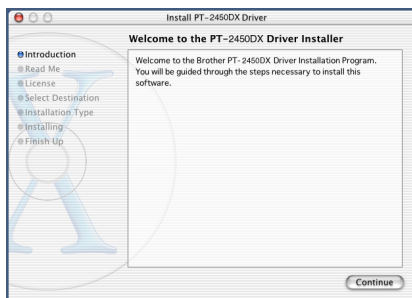 Install PT-2450DX Driver
Welcome to the PT-2450DX Driver Installer
Introduction
Read Me
License
Select Destination
Installation Type
Installing
Finish Up
Welcome to the Brother PT-2450DX Driver Installation Program.
You will be guided through the steps necessary to install this
software.
Continue